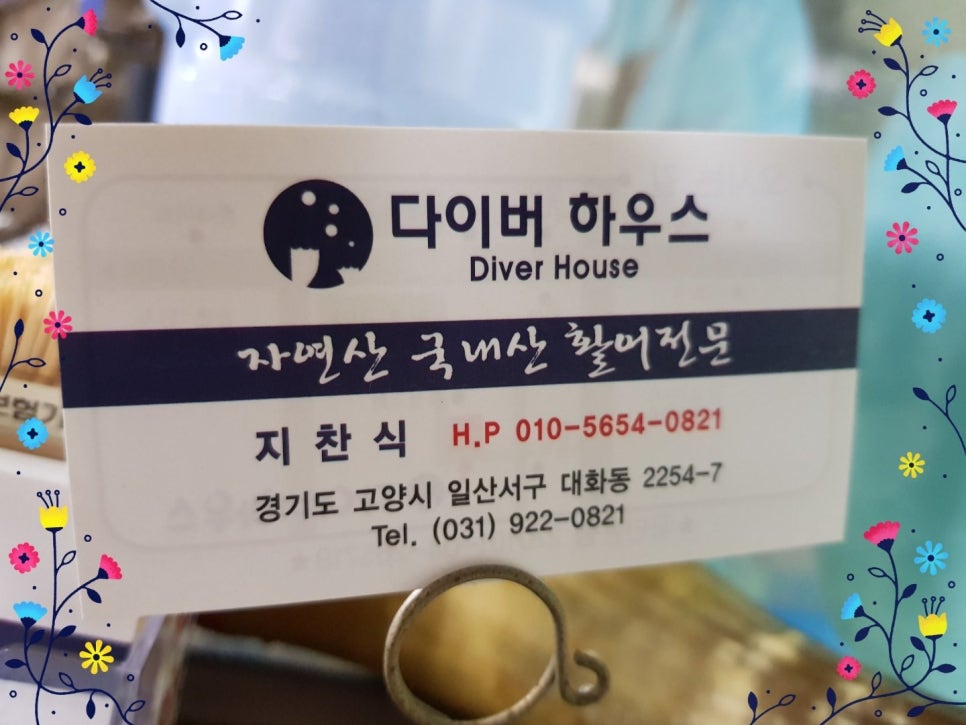 다이버 하우스
Diver House
자연산 국내산 활어전문
지 찬 식 H.P 010-5654-0821
경기도 고양시 일산서구 대화동 2254-7
Tel. (031) 922-0821